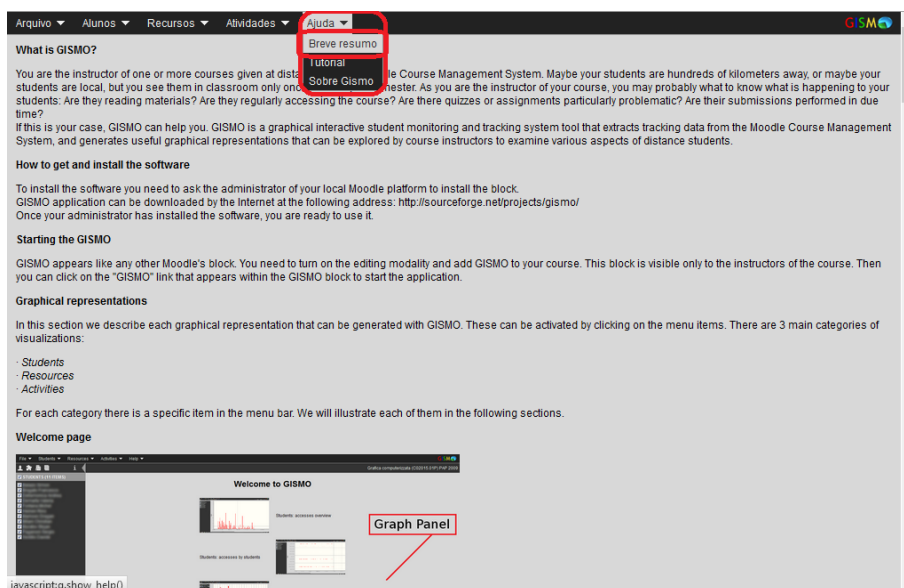 Arquivo ▼ Alunos ▼ Recursos ▼ Atividades ▼ Ajuda ▼ GISMO
Breve resumo
Tutorial
Sobre Gismo
What is GISMO?
You are the instructor of one or more courses given at dista le Course Management System. Maybe your students are hundreds of kilometers away, or maybe your
students are local, but you see them in classroom only onc ester. As you are the instructor of your course, you may probably what to know what is happening to your
students: Are they reading materials? Are they regularly accessing the course? Are there quizzes or assignments particularly problematic? Are their submissions performed in due
time?
If this is your case, GISMO can help you. GISMO is a graphical interactive student monitoring and tracking system tool that extracts tracking data from the Moodle Course Management
System, and generates useful graphical representations that can be explored by course instructors to examine various aspects of distance students.
How to get and install the software
To install the software you need to ask the administrator of your local Moodle platform to install the block.
GISMO application can be downloaded by the Internet at the following address: http://sourceforge.net/projects/gismo/
Once your administrator has installed the software, you are ready to use it.
Starting the GISMO
GISMO appears like any other Moodle's block. You need to turn on the editing modality and add GISMO to your course. This block is visible only to the instructors of the course. Then
you can click on the "GISMO" link that appears within the GISMO block to start the application.
Graphical representations
In this section we describe each graphical representation that can be generated with GISMO. These can be activated by clicking on the menu items. There are 3 main categories of
visualizations:
· Students
· Resources
· Activities
For each category there is a specific item in the menu bar. We will illustrate each of them in the following sections.
Welcome page
File ▼ Students ▼ Resources ▼ Activities ▼ Help ▼
Welcome to GISMO
Students: accesses overview
Graph Panel
Students: accesses by students
javascript:g.show_help()